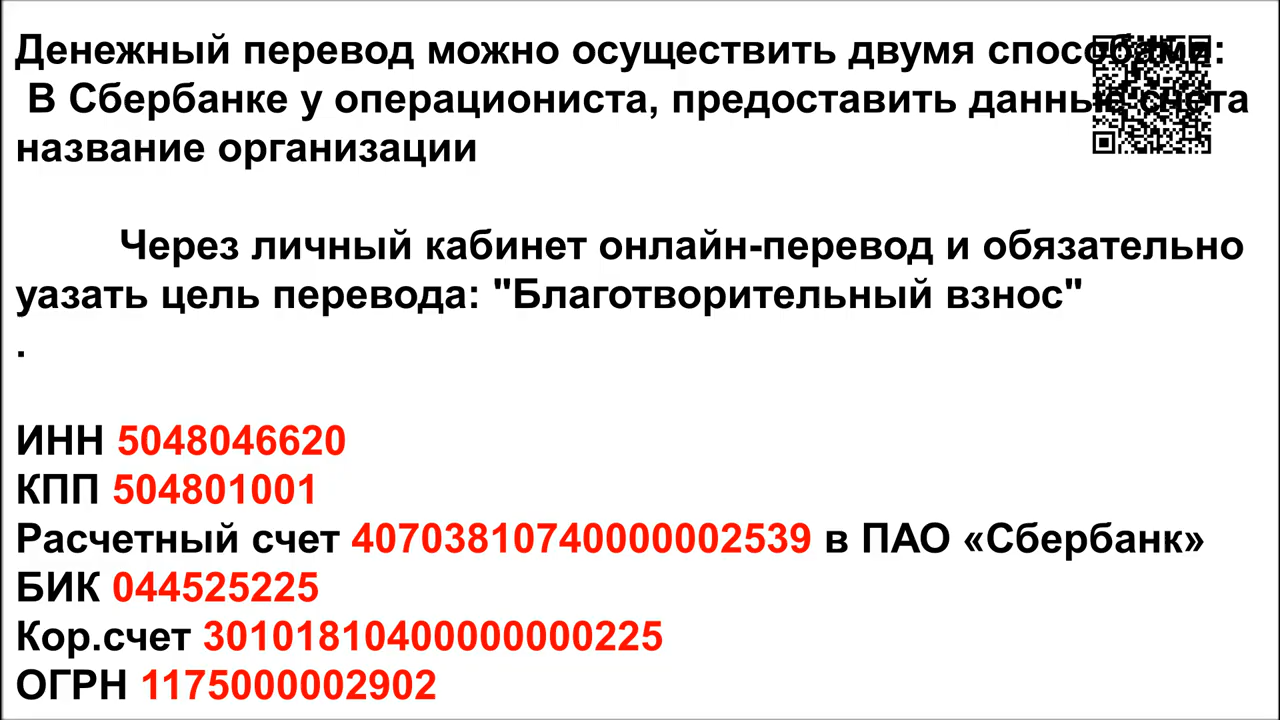 Денежный перевод можно осуществить двумя способами:
В Сбербанке у операциониста, предоставить данные счета
название организации
Через личный кабинет онлайн-перевод и обязательно
уазать цель перевода: "Благотворительный взнос"
.
ИНН 5048046620
КПП 504801001
Расчетный счет 40703810740000002539 в ПАО «Сбербанк»
БИК 044525225
Кор.счет 30101810400000000225
ОГРН 1175000002902